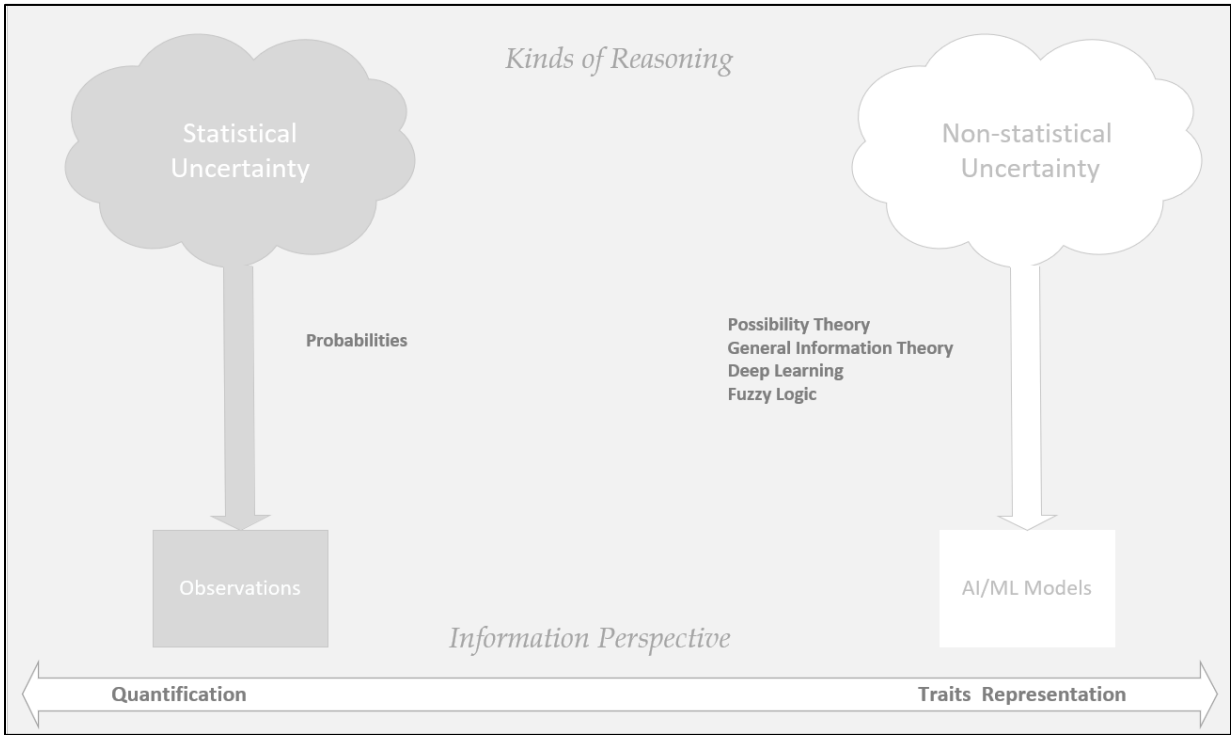 Kinds of Reasoning
Statistical
Uncertainty
Non-statistical
Uncertainty
Probabilities
Possibility Theory
General Information Theory
Deep Learning
Fuzzy Logic
Observations
AI/ML Models
Information Perspective
Quantification
Traits Representation